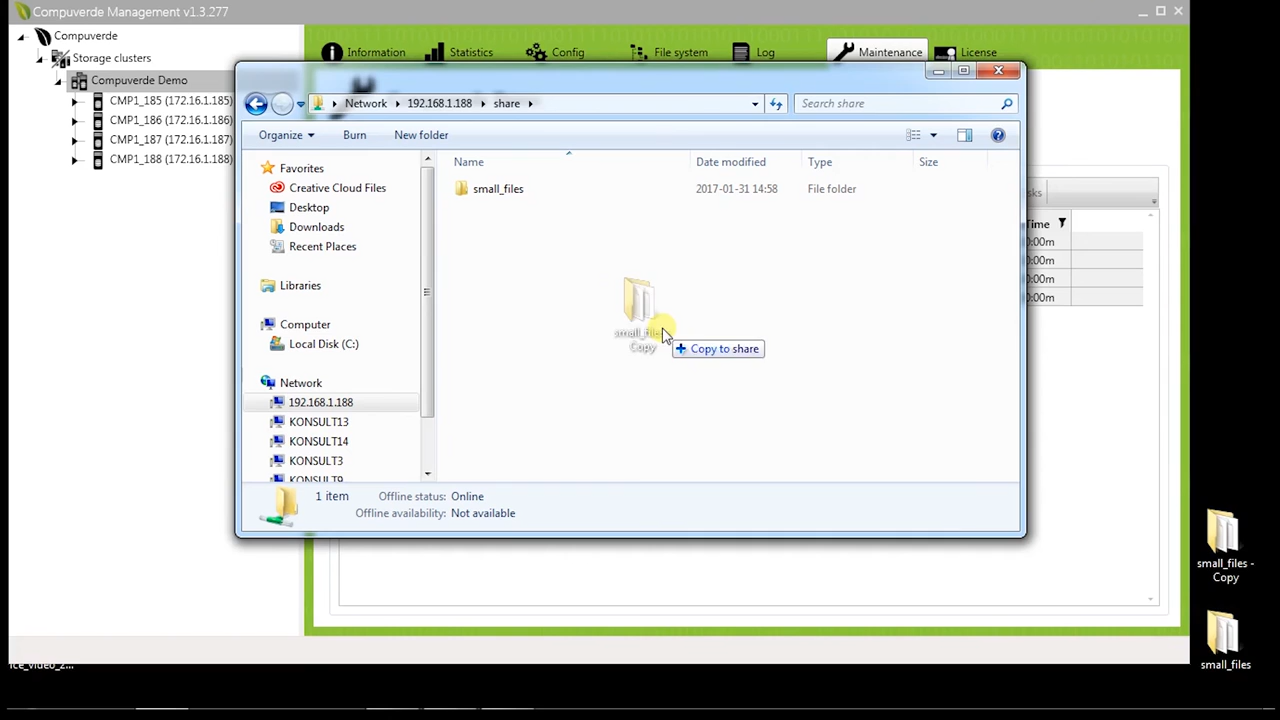 Compuverde Management v1.3.277
Compuverde
Storage clusters
Compuverde Demo
CMP1_185 (172.16.1.185)
CMP1_186 (172.16.1.186)
CMP1_187 (172.16.1.187)
CMP1_188 (172.16.1.188)
Information
Statistics
Config
File system
Log
Maintenance
License
Network
192.168.1.188
share
Search share
Organize
Burn
New folder
Favorites
Creative Cloud Files
Desktop
Downloads
Recent Places
Libraries
Computer
Local Disk (C:)
Network
192.168.1.188
KONSULT13
KONSULT14
KONSULT3
KONSULT9
Name
Date modified
Type
Size
small_files
2017-01-31 14:58
File folder
Copy
Copy to share
1 item
Offline status: Online
Offline availability: Not available
Time
0:00m
0:00m
0:00m
0:00m
small_files -
Copy
small_files